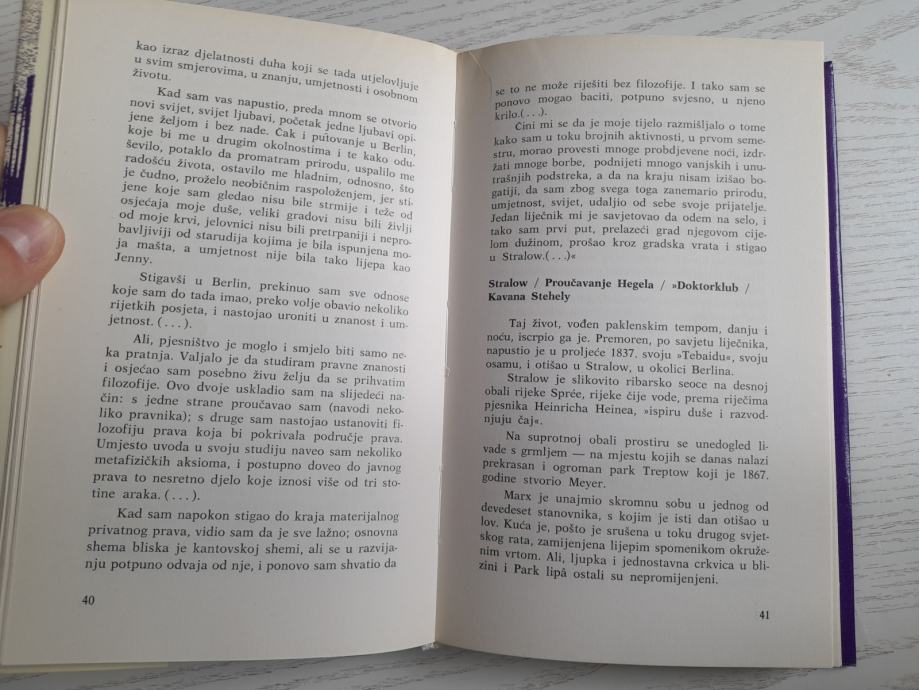 kao izraz djelatnosti duha koji se tada utjelovljuje
u svim smjerovima, u znanju, umjetnosti i osobnom
životu.
Kad sam vas napustio, preda mnom se otvorio
novi svijet, svijet ljubavi, početak jedne ljubavi opi-
jene željom i bez nade. Čak i putovanje u Berlin,
koje bi me u drugim okolnostima i te kako odu-
ševilo, potaklo da promatram prirodu, uspalilo me
radošću života, ostavilo me hladnim, odnosno, što
je čudno, proželo neobičnim raspoloženjem, jer sti-
jene koje sam gledao nisu bile strmije i teže od
osjećaja moje duše, veliki gradovi nisu bili življi
od moje krvi, jelovnici nisu bili pretrpaniji i nepro-
bavljiviji od starudija kojima je bila ispunjena mo-
ja mašta, a umjetnost nije bila tako lijepa kao
Jenny.
Stigavši u Berlin, prekinuo sam sve odnose
koje sam do tada imao, preko volje obavio nekoliko
rijetkih posjeta, i nastojao uroniti u znanost i um-
jetnost. (...).
Ali, pjesništvo je moglo i smjelo biti samo ne-
ka pratnja. Valjalo je da studiram pravne znanosti
i osjećao sam posebno živu želju da se prihvatim
filozofije. Ovo dvoje uskladio sam na slijedeći na-
čin: s jedne strane proučavao sam (navodi neko-
liko pravnika); s druge sam nastojao ustanoviti fi-
lozofiju prava koja bi pokrivala područje prava.
Umjesto uvoda u svoju studiju naveo sam nekoliko
metafizičkih aksioma, i postupno doveo do javnog
prava to nesretno djelo koje iznosi više od tri sto-
tine araka. (...).
Kad sam napokon stigao do kraja materijalnog
privatnog prava, vidio sam da je sve lažno; osnovna
shema bliska je kantovskoj shemi, ali se u razvija-
nju potpuno odvaja od nje, i ponovo sam shvatio da
40
se to ne može riješiti bez filozofije. I tako sam se
ponovo mogao baciti, potpuno svjesno, u njeno
krilo.(...).
Čini mi se da je moje tijelo razmišljalo o tome
kako sam u toku brojnih aktivnosti, u prvom seme-
stru, morao provesti mnoge probdjevene noći, izdr-
žati mnoge borbe, podnijeti mnogo vanjskih i unu-
trašnjih podstreka, a da na kraju nisam izišao bo-
gatiji, da sam zbog svega toga zanemario prirodu,
umjetnost, svijet, udaljio od sebe svoje prijatelje.
Jedan liječnik mi je savjetovao da odem na selo, i
tako sam prvi put, prelazeći grad njegovom cije-
lom dužinom, prošao kroz gradska vrata i stigao
u Stralow.(...)«
Stralow / Proučavanje Hegela / »Doktorklub /
Kavana Stehely
Taj život, vođen paklenskim tempom, danju i
noću, iscrpio ga je. Premoren, po savjetu liječnika,
napustio je u proljeće 1837. svoju »Tebaidu«, svoju
osamu, i otišao u Stralow, u okolici Berlina.
Stralow je slikovito ribarsko seoce na desnoj
obali rijeke Sprée, rijeke čije vode, prema riječima
pjesnika Heinricha Heinea, »ispiru duše i razvod-
njuju čaj«.
Na suprotnoj obali prostiru se unedogled li-
vade s grmljem — na mjestu kojih se danas nalazi
prekrasan i ogroman park Treptow koji je 1867.
godine stvorio Meyer.
Marx je unajmio skromnu sobu u jednog od
devedeset stanovnika, s kojim je isti dan otišao u
lov. Kuća je, pošto je srušena u toku drugog svjet-
skog rata, zamijenjena lijepim spomenikom okruže-
nim vrtom. Ali, ljupka i jednostavna crkvica u bli-
zini i Park lipâ ostali su nepromijenjeni.
41